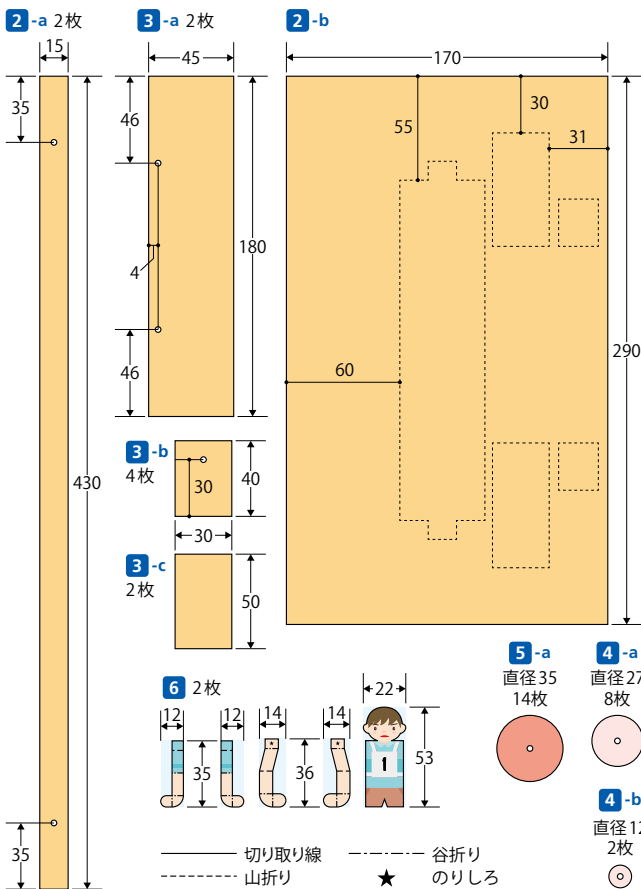 2 -a 2枚
15
35
430
35
3 -a 2枚
45
46
4
180
46
3 -b
4枚
30
40
30
3 -c
2枚
50
2 -b
170
55
30
31
60
290
6 2枚
12
12
14
14
22
35
36
53
1
5 -a
直径35
14枚
4 -a
直径27
8枚
4 -b
直径12
2枚
切り取り線
谷折り
山折り
★ のりしろ